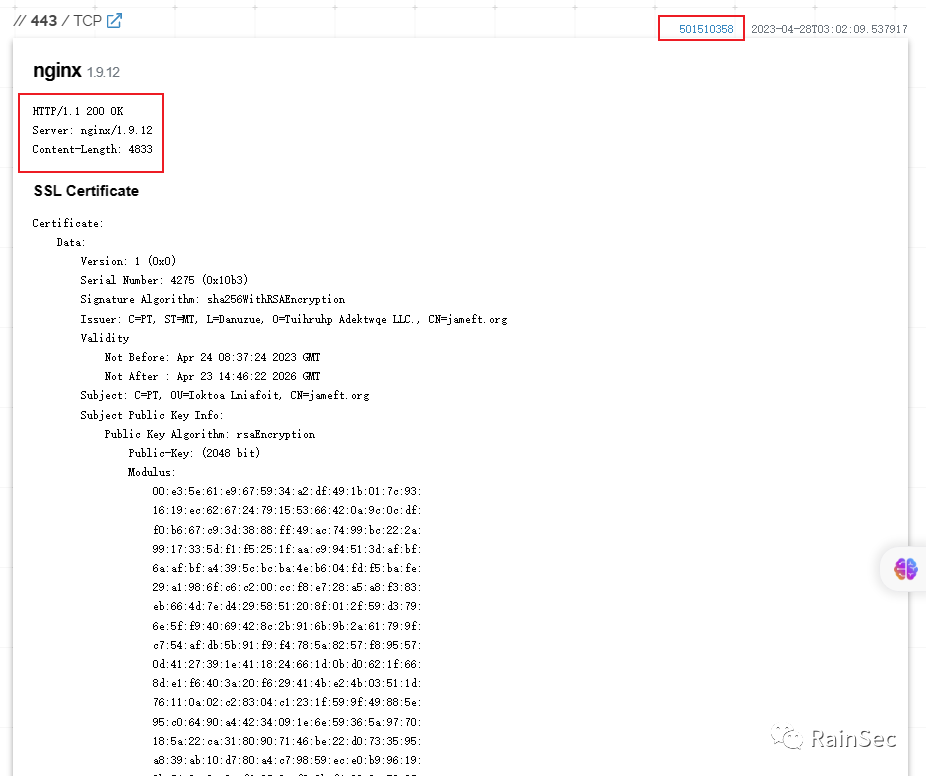 // 443 / TCP
501510358 2023-04-28T03:02:09.537917
nginx 1.9.12
HTTP/1.1 200 OK
Server: nginx/1.9.12
Content-Length: 4833
SSL Certificate
Certificate:
Data:
Version: 1 (0x0)
Serial Number: 4275 (0x10b3)
Signature Algorithm: sha256WithRSAEncryption
Issuer: C=PT, ST=MT, L=Danuzue, O=Tuihruhp Adektwqe LLC., CN=jameft.org
Validity
Not Before: Apr 24 08:37:24 2023 GMT
Not After : Apr 23 14:46:22 2026 GMT
Subject: C=PT, OU=Ioktoa Lniafoit, CN=jameft.org
Subject Public Key Info:
Public Key Algorithm: rsaEncryption
Public-Key: (2048 bit)
Modulus:
00:e3:5e:61:e9:67:59:34:a2:df:49:1b:01:7c:93:
16:19:ec:62:67:24:79:15:53:66:42:0a:9c:0c:df:
f0:b6:67:c9:3d:38:88:ff:49:ac:74:99:bc:22:2a:
99:17:33:5d:f1:f5:25:1f:aa:c9:94:51:3d:af:bf:
6a:af:bf:a4:39:5c:bc:ba:4e:b6:04:fd:f5:ba:fe:
29:a1:98:6f:c6:c2:00:cc:f8:e7:28:a5:a8:f3:83:
eb:66:4d:7e:d4:29:58:51:20:8f:01:2f:59:d3:79:
6e:5f:f9:40:69:42:8c:2b:91:6b:9b:2a:61:79:9f:
c7:54:af:db:5b:91:f9:f4:78:5a:82:57:f8:95:57:
0d:41:27:39:1e:41:18:24:66:1d:0b:d0:62:1f:66:
8d:e1:f6:40:3a:20:f6:29:41:4b:e2:4b:03:51:1d:
76:11:0a:02:c2:83:04:c1:23:1f:59:9f:49:88:5e:
95:c0:64:90:a4:42:34:09:1e:6e:59:36:5a:97:70:
18:5a:22:ca:31:80:90:71:46:be:22:d0:73:35:95:
a8:39:ab:10:d7:80:a4:c7:98:59:ec:e0:b9:96:19:
RainSec